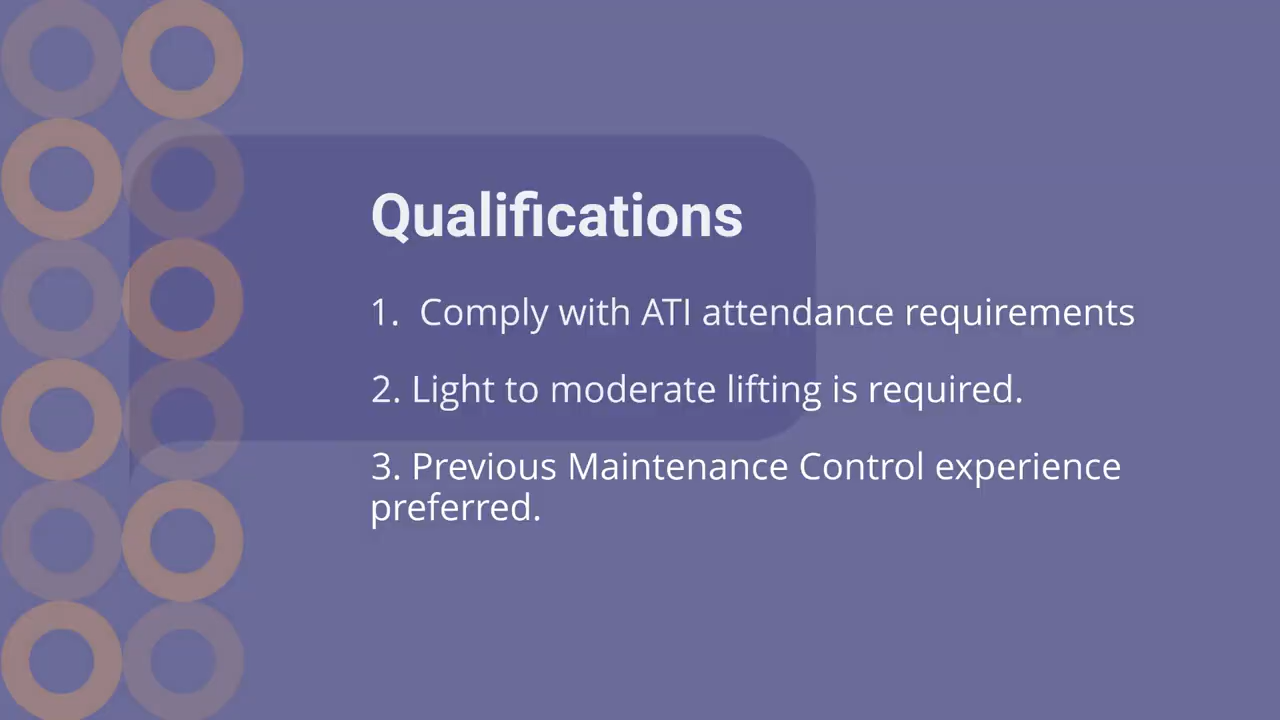 Qualifications
1. Comply with ATI attendance requirements
2. Light to moderate lifting is required.
3. Previous Maintenance Control experience
preferred.